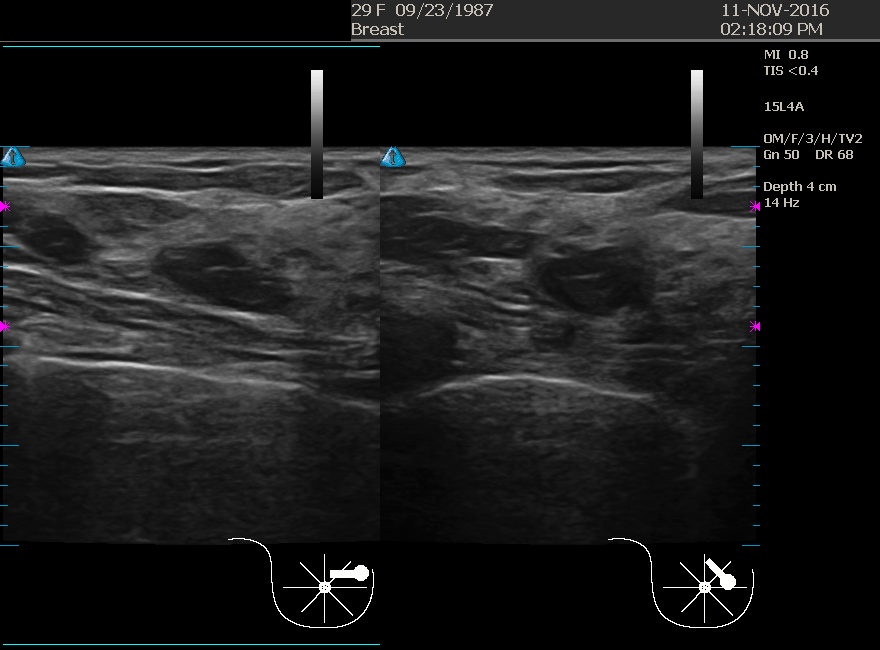 29 F 09/23/1987
11-NOV-2016
Breast
02:18:09 PM
MI 0.8
TIS <0.4
15L4A
OM/F/3/H/TV2
Gn 50 DR 68
Depth 4 cm
14 Hz